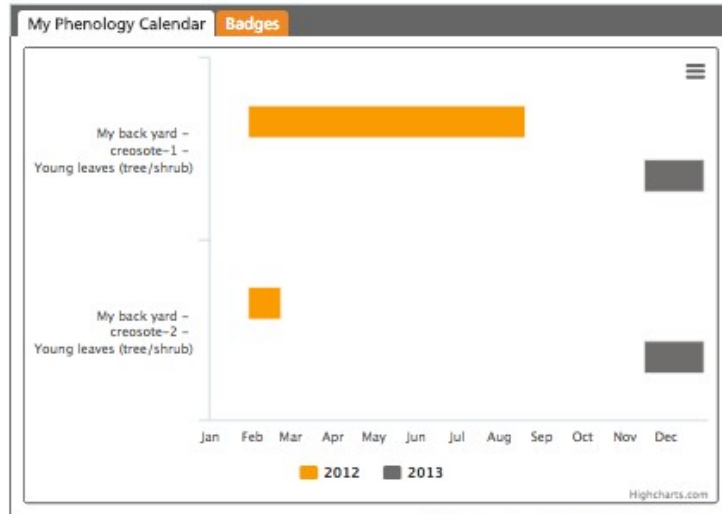 My Phenology Calendar Badges
My back yard –
creosote–1 –
Young leaves (tree/shrub)
My back yard –
creosote–2 –
Young leaves (tree/shrub)
Jan Feb Mar Apr May Jun Jul Aug Sep Oct Nov Dec
2012 2013
Highcharts.com